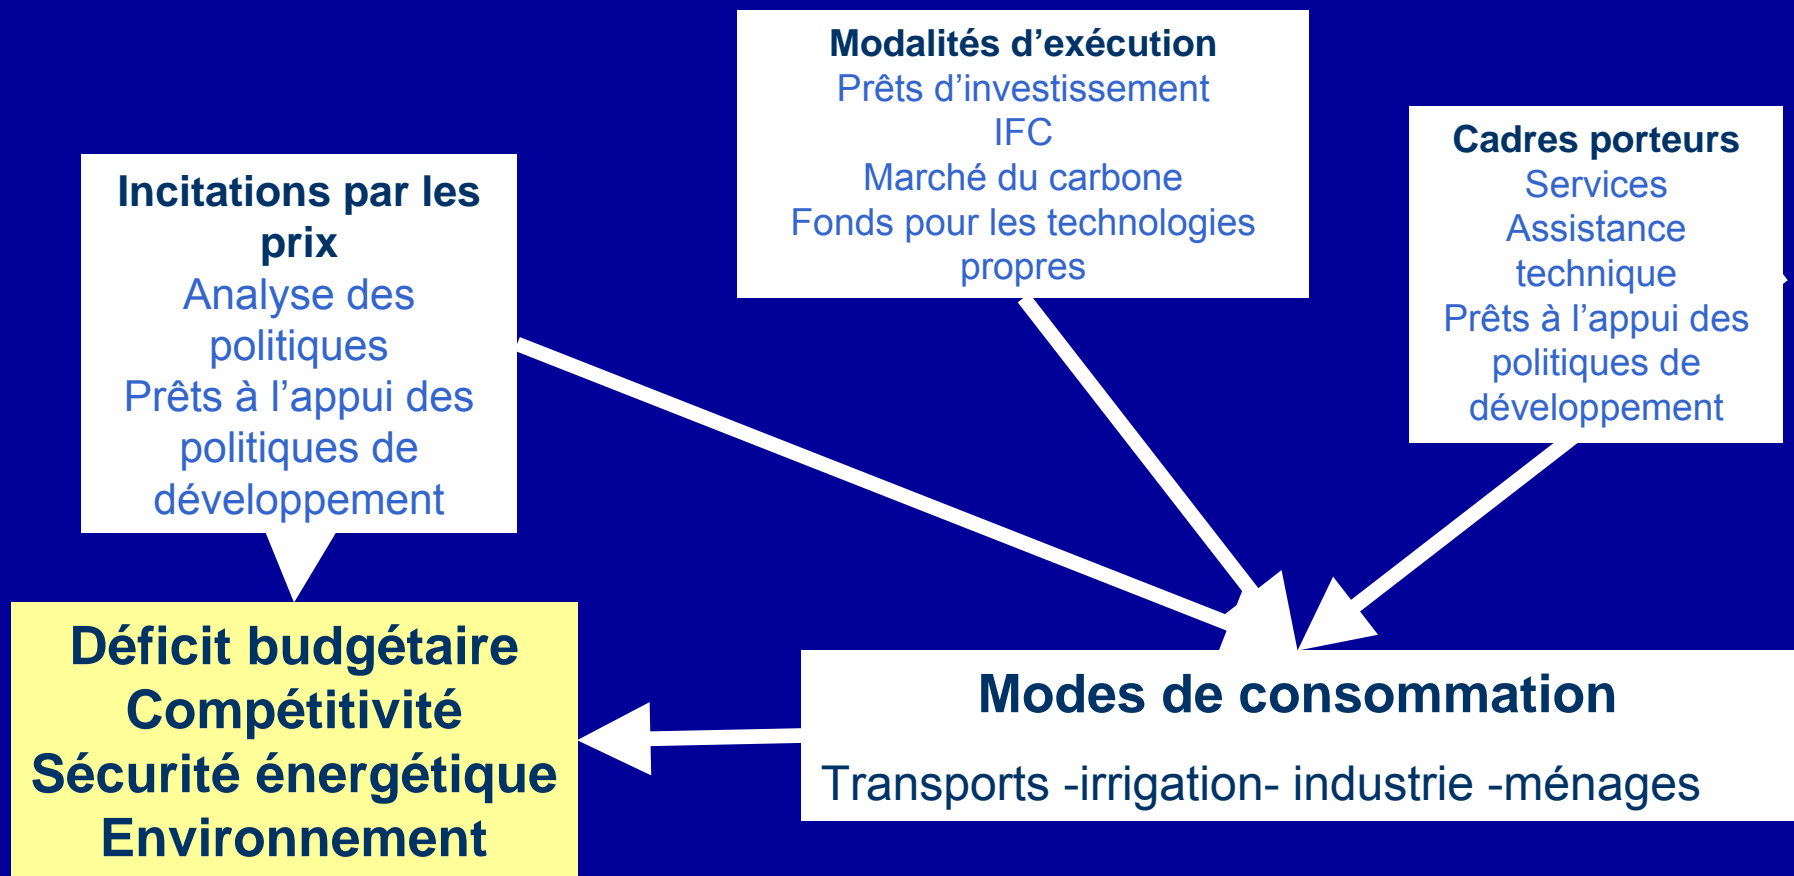 Modalités d’exécution
Prêts d’investissement
IFC
Marché du carbone
Fonds pour les technologies
propres
Cadres porteurs
Services
Assistance
technique
Prêts à l’appui des
politiques de
développement
Incitations par les
prix
Analyse des
politiques
Prêts à l’appui des
politiques de
développement
Déficit budgétaire
Compétitivité
Sécurité énergétique
Environnement
Modes de consommation
Transports -irrigation- industrie -ménages